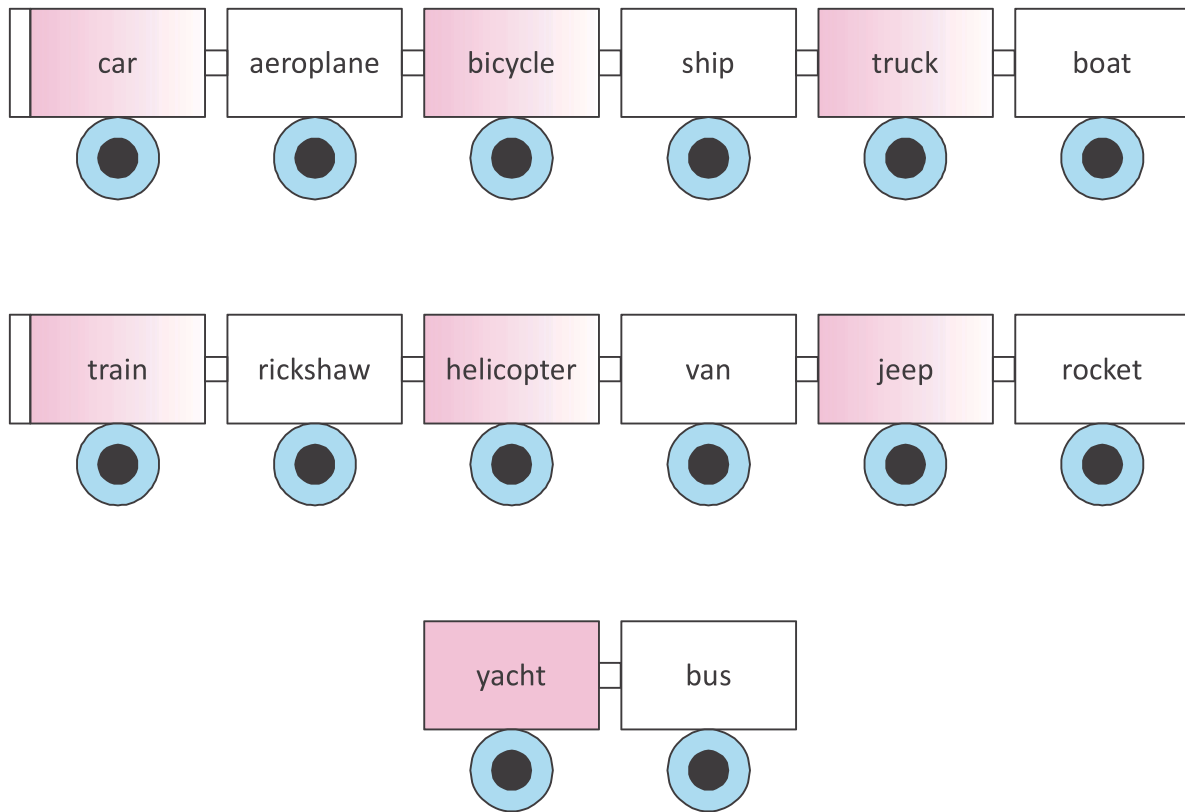 car aeroplane bicycle ship truck boat
train rickshaw helicopter van jeep rocket
yacht bus